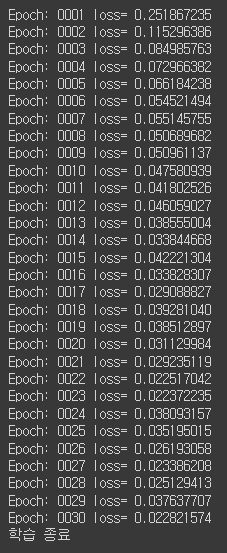 Epoch: 0001 loss= 0.251867235
Epoch: 0002 loss= 0.115296386
Epoch: 0003 loss= 0.084985763
Epoch: 0004 loss= 0.072966382
Epoch: 0005 loss= 0.066184238
Epoch: 0006 loss= 0.054521494
Epoch: 0007 loss= 0.055145755
Epoch: 0008 loss= 0.050689682
Epoch: 0009 loss= 0.050961137
Epoch: 0010 loss= 0.047580939
Epoch: 0011 loss= 0.041802526
Epoch: 0012 loss= 0.046059027
Epoch: 0013 loss= 0.038555004
Epoch: 0014 loss= 0.033844668
Epoch: 0015 loss= 0.042221304
Epoch: 0016 loss= 0.033828307
Epoch: 0017 loss= 0.029088827
Epoch: 0018 loss= 0.039281040
Epoch: 0019 loss= 0.038512897
Epoch: 0020 loss= 0.031129984
Epoch: 0021 loss= 0.029235119
Epoch: 0022 loss= 0.022517042
Epoch: 0023 loss= 0.022372235
Epoch: 0024 loss= 0.038093157
Epoch: 0025 loss= 0.035195015
Epoch: 0026 loss= 0.026193058
Epoch: 0027 loss= 0.023386208
Epoch: 0028 loss= 0.025129413
Epoch: 0029 loss= 0.037637707
Epoch: 0030 loss= 0.022821574
학습 종료